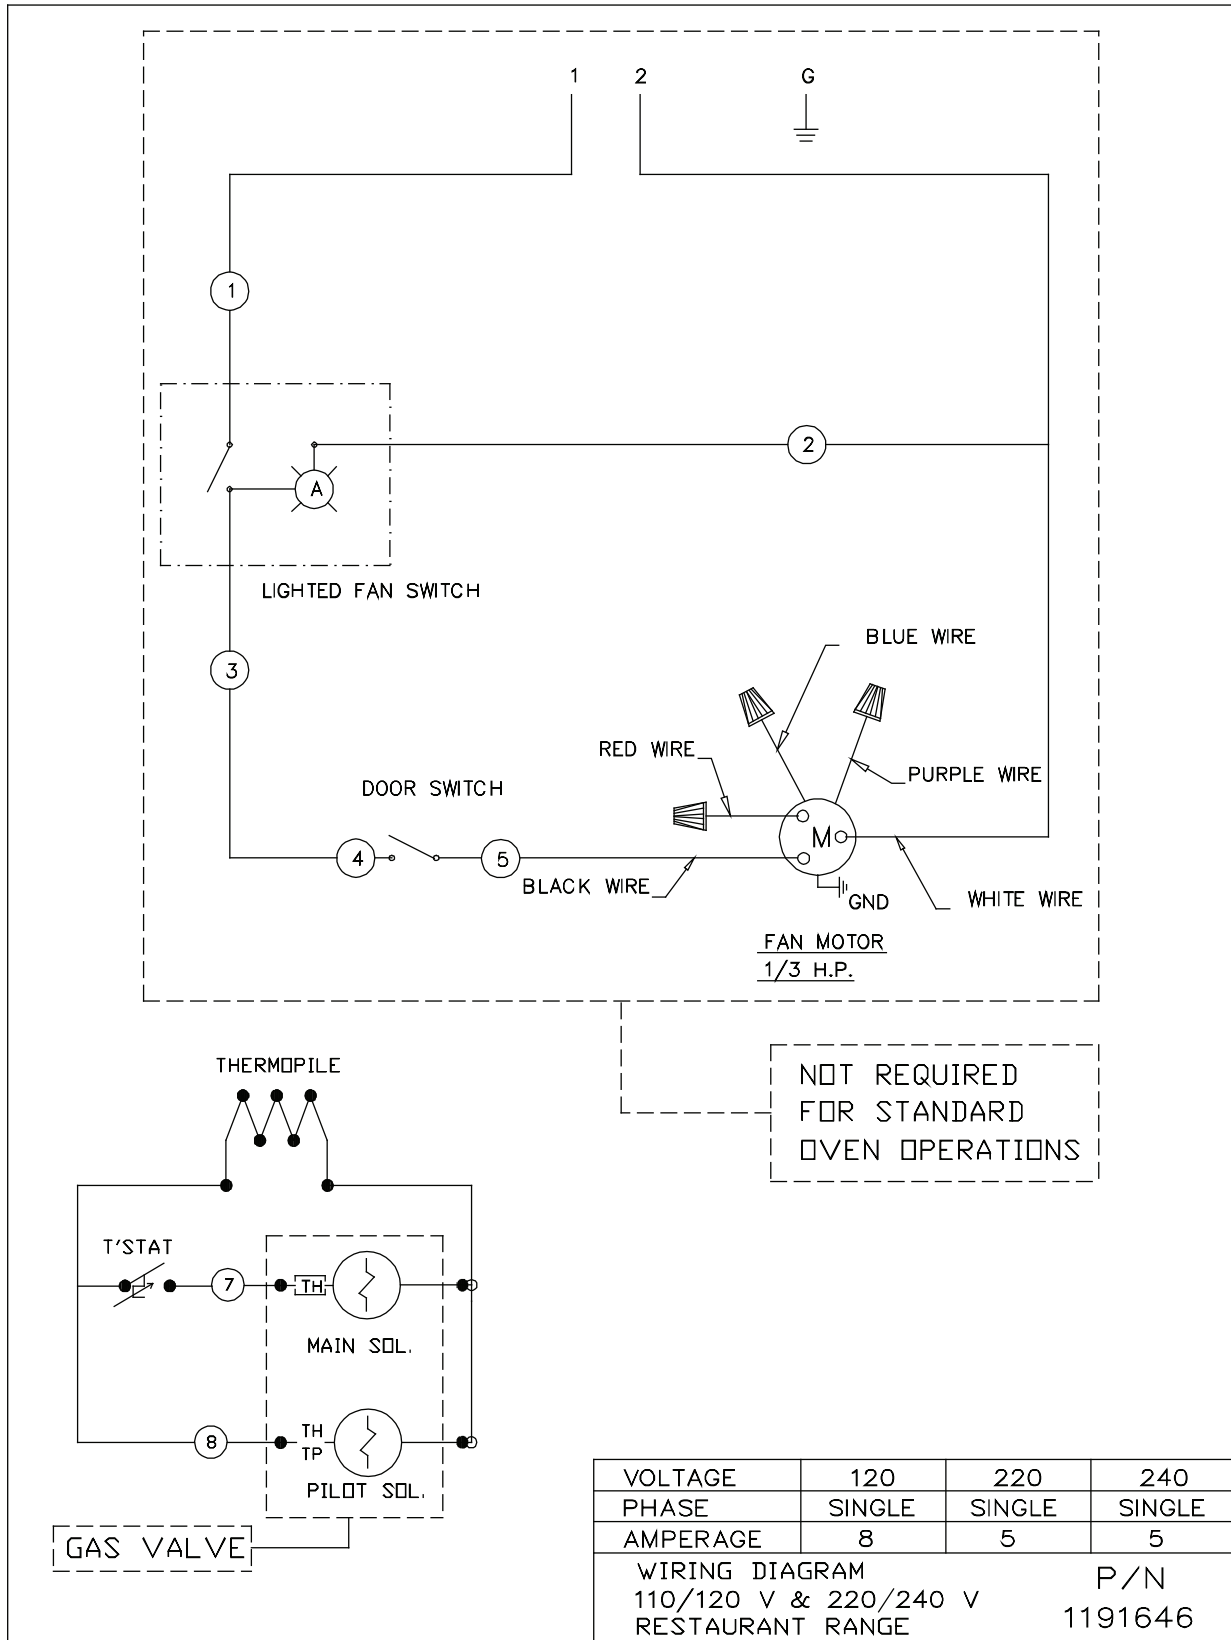 1 2 G
1
2
A
LIGHTED FAN SWITCH
3
BLUE WIRE
RED WIRE
PURPLE WIRE
DOOR SWITCH
M
4
5
BLACK WIRE
GND
WHITE WIRE
FAN MOTOR
1/3 H.P.
NOT REQUIRED
FOR STANDARD
OVEN OPERATIONS
THERMOPILE
T'STAT
7
TH
MAIN SOL.
8
TH
TP
PILOT SOL.
GAS VALVE
VOLTAGE 120 220 240
PHASE SINGLE SINGLE SINGLE
AMPERAGE 8 5 5
WIRING DIAGRAM
110/120 V & 220/240 V
RESTAURANT RANGE
P/N
1191646